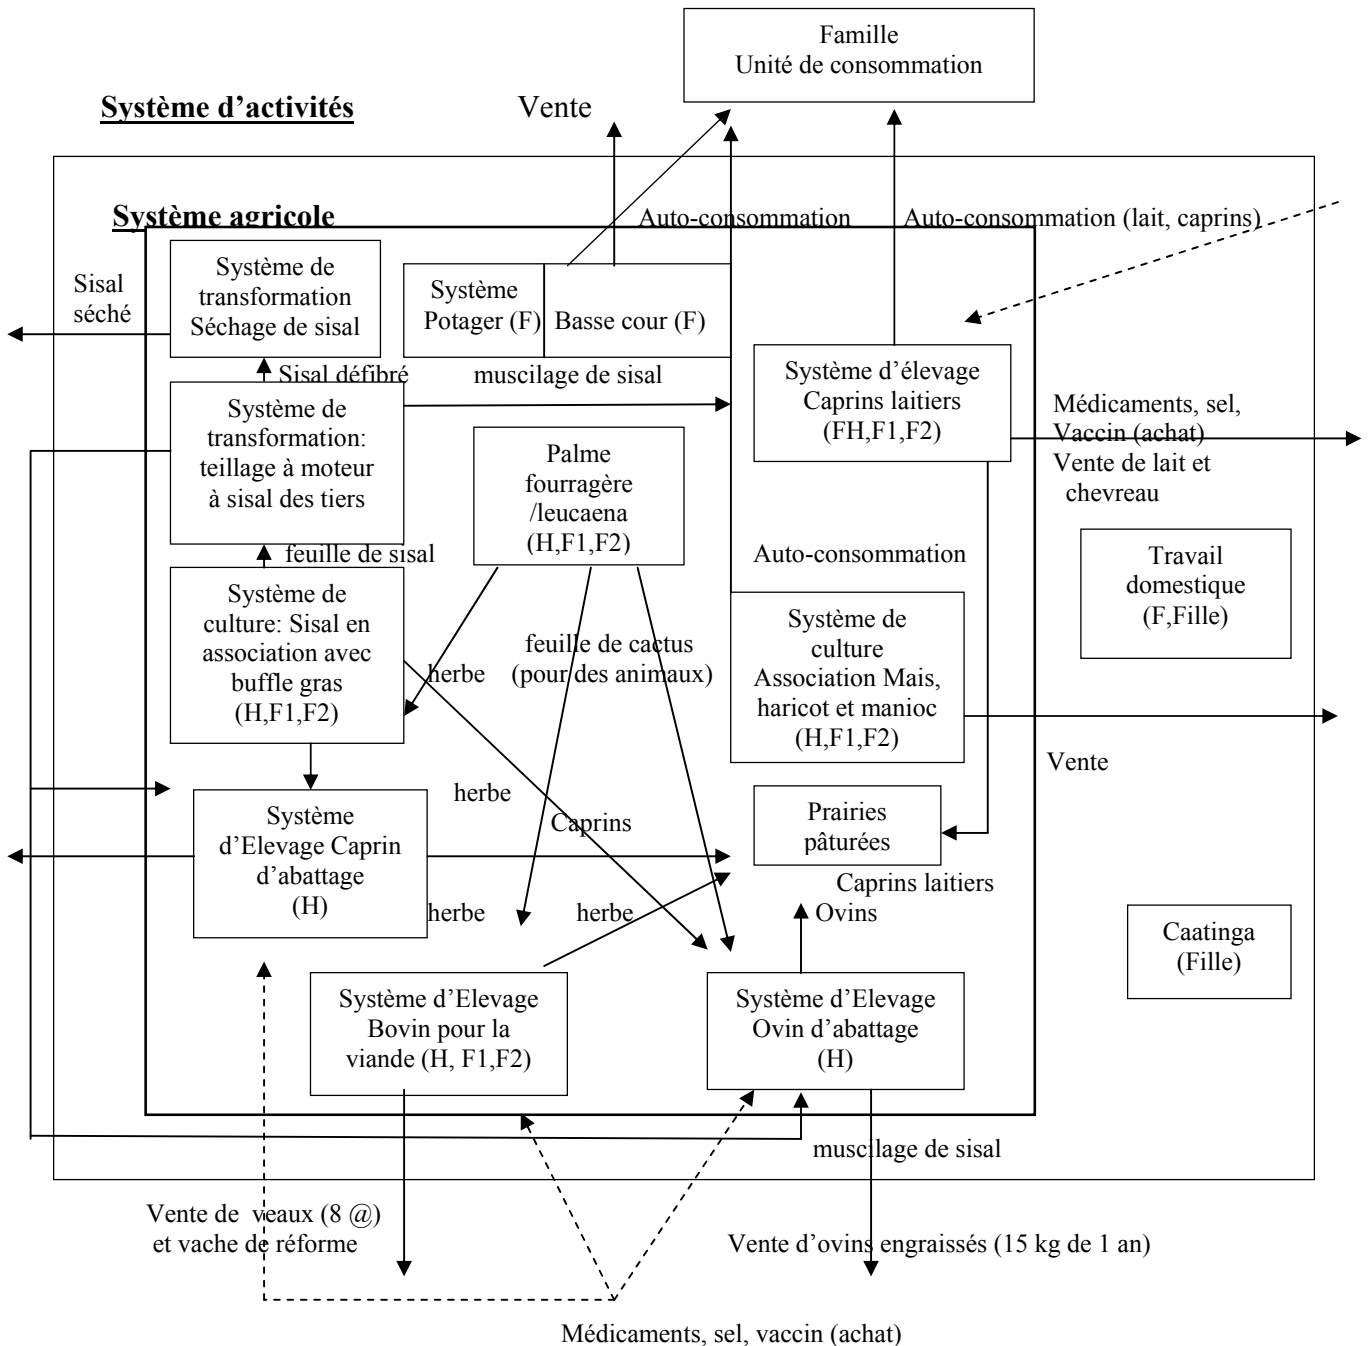 Famille
Unité de consommation
Système d'activités
Vente
Système agricole
Auto-consommation
Auto-consommation (lait, caprins)
Sisal
séché
Système de
transformation
Séchage de sisal
Système
Potager (F)
Basse cour (F)
Sisal défibré
muscilage de sisal
Système d'élevage
Caprins laitiers
(FH,F1,F2)
Médicaments, sel,
Vaccin (achat)
Vente de lait et
chevreau
Système de
transformation:
teillage à moteur
à sisal des tiers
Palme
fourragère
/leucaena
(H,F1,F2)
feuille de sisal
Auto-consommation
Travail
domestique
(F,Fille)
Système de
culture: Sisal en
association avec
buffle gras
(H,F1,F2)
herbe
feuille de cactus
(pour des animaux)
Système de
culture
Association Mais,
haricot et manioc
(H,F1,F2)
Vente
herbe
Caprins
Prairies
pâturées
Système
d'Elevage Caprin
d'abattage
(H)
Caprins laitiers
Ovins
herbe
herbe
Caatinga
(Fille)
Système d'Elevage
Bovin pour la
viande (H, F1,F2)
Système d'Elevage
Ovin d'abattage
(H)
muscilage de sisal
Vente de veaux (8 @)
et vache de réforme
Vente d'ovins engraissés (15 kg de 1 an)
Médicaments, sel, vaccin (achat)